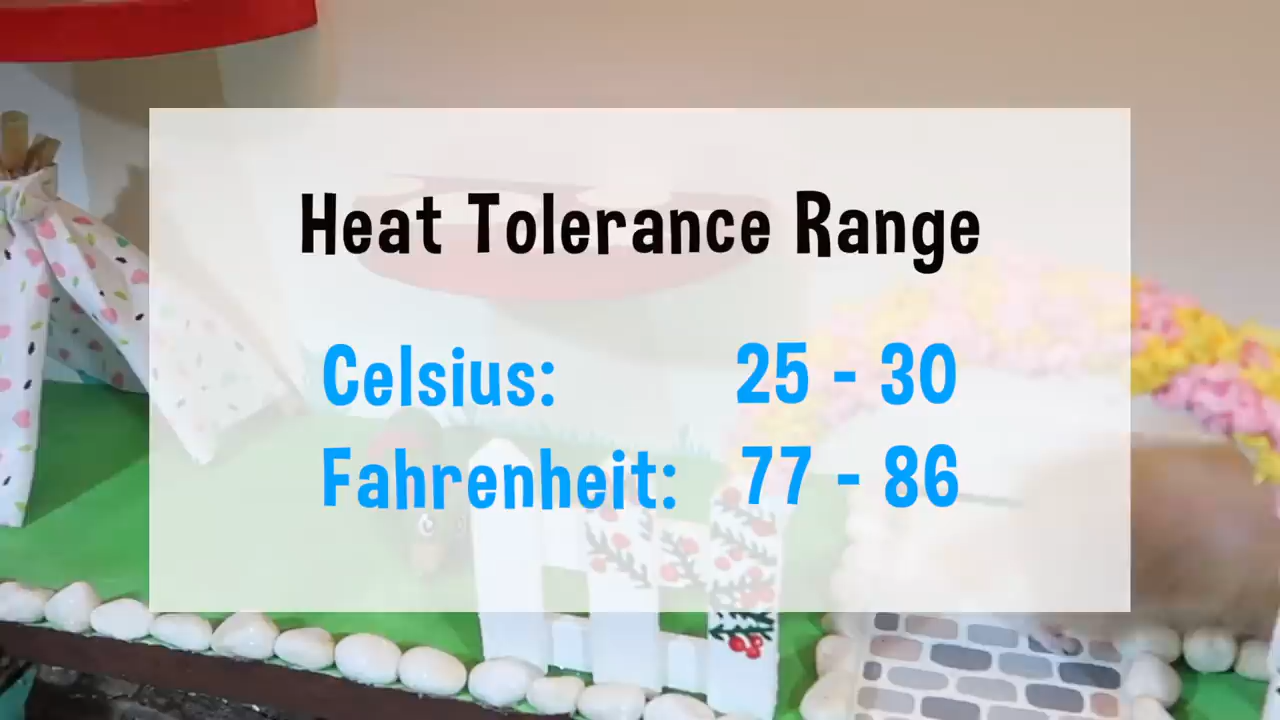 Heat Tolerance Range
Celsius: 25 - 30
Fahrenheit: 77 - 86